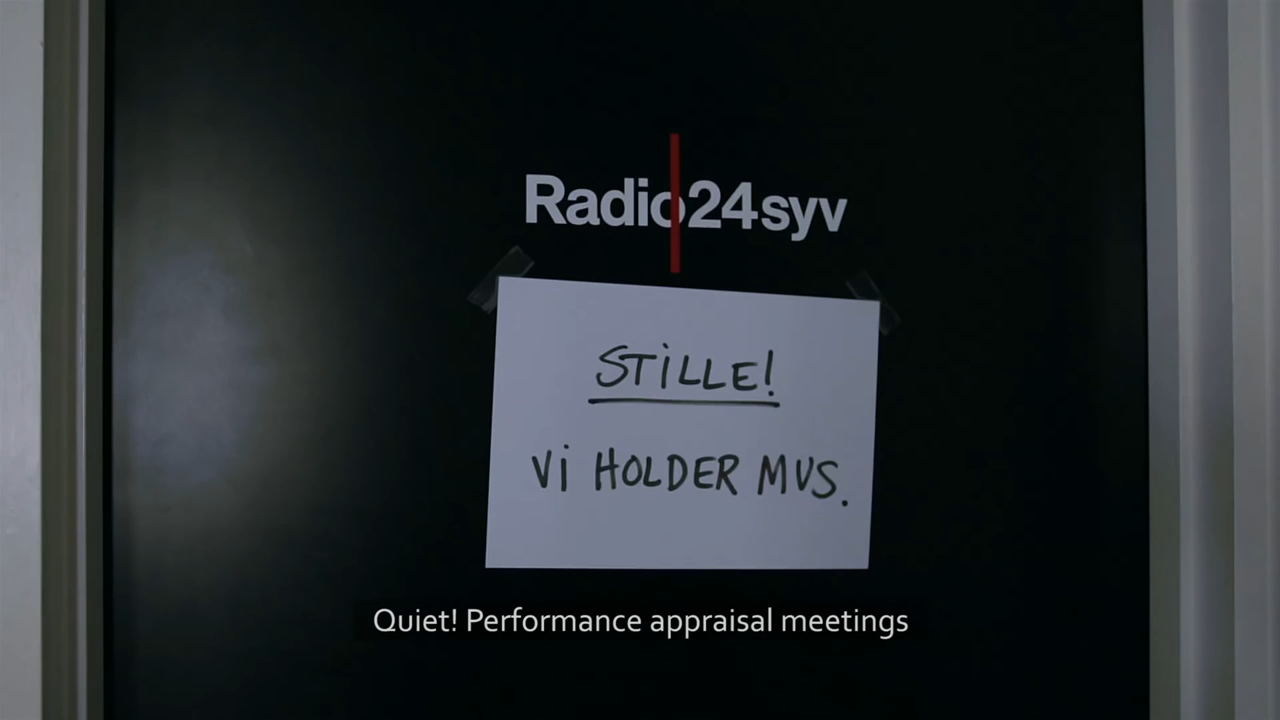 Radio24syv
STILLE!
Vi HOLDER MUS.
Quiet! Performance appraisal meetings